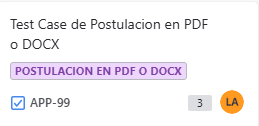 Test Case de Postulacion en PDF
o DOCX
POSTULACION EN PDF O DOCX
APP-99 3 LA